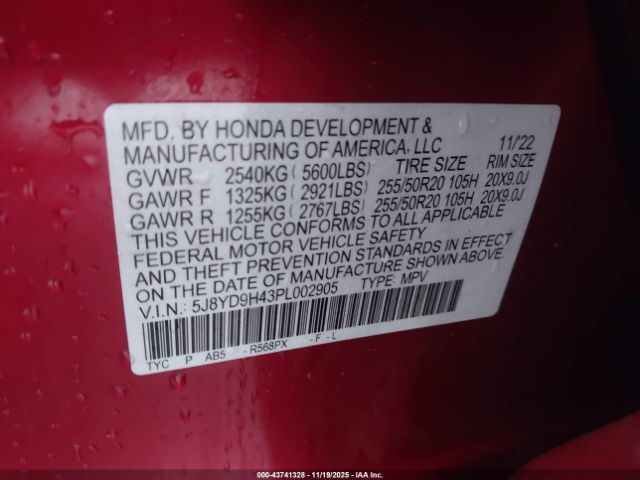 MFD. BY HONDA DEVELOPMENT &
MANUFACTURING OF AMERICA, LLC 11/22
GVWR 2540KG ( 5600LBS) TIRE SIZE RIM SIZE
GAWR F 1325KG ( 2921LBS) 255/50R20 105H 20X9.0J
GAWR R 1255KG ( 2767LBS) 255/50R20 105H 20X9.0J
THIS VEHICLE CONFORMS TO ALL APPLICABLE
FEDERAL MOTOR VEHICLE SAFETY
AND THEFT PREVENTION STANDARDS IN EFFECT
ON THE DATE OF MANUFACTURE SHOWN ABOVE.
V.I.N.: 5J8YD9H43PL002905 TYPE: MPV
TYC P AB5 - R568PX - F - L
000-43741328 - 11/19/2025 - IAA Inc.